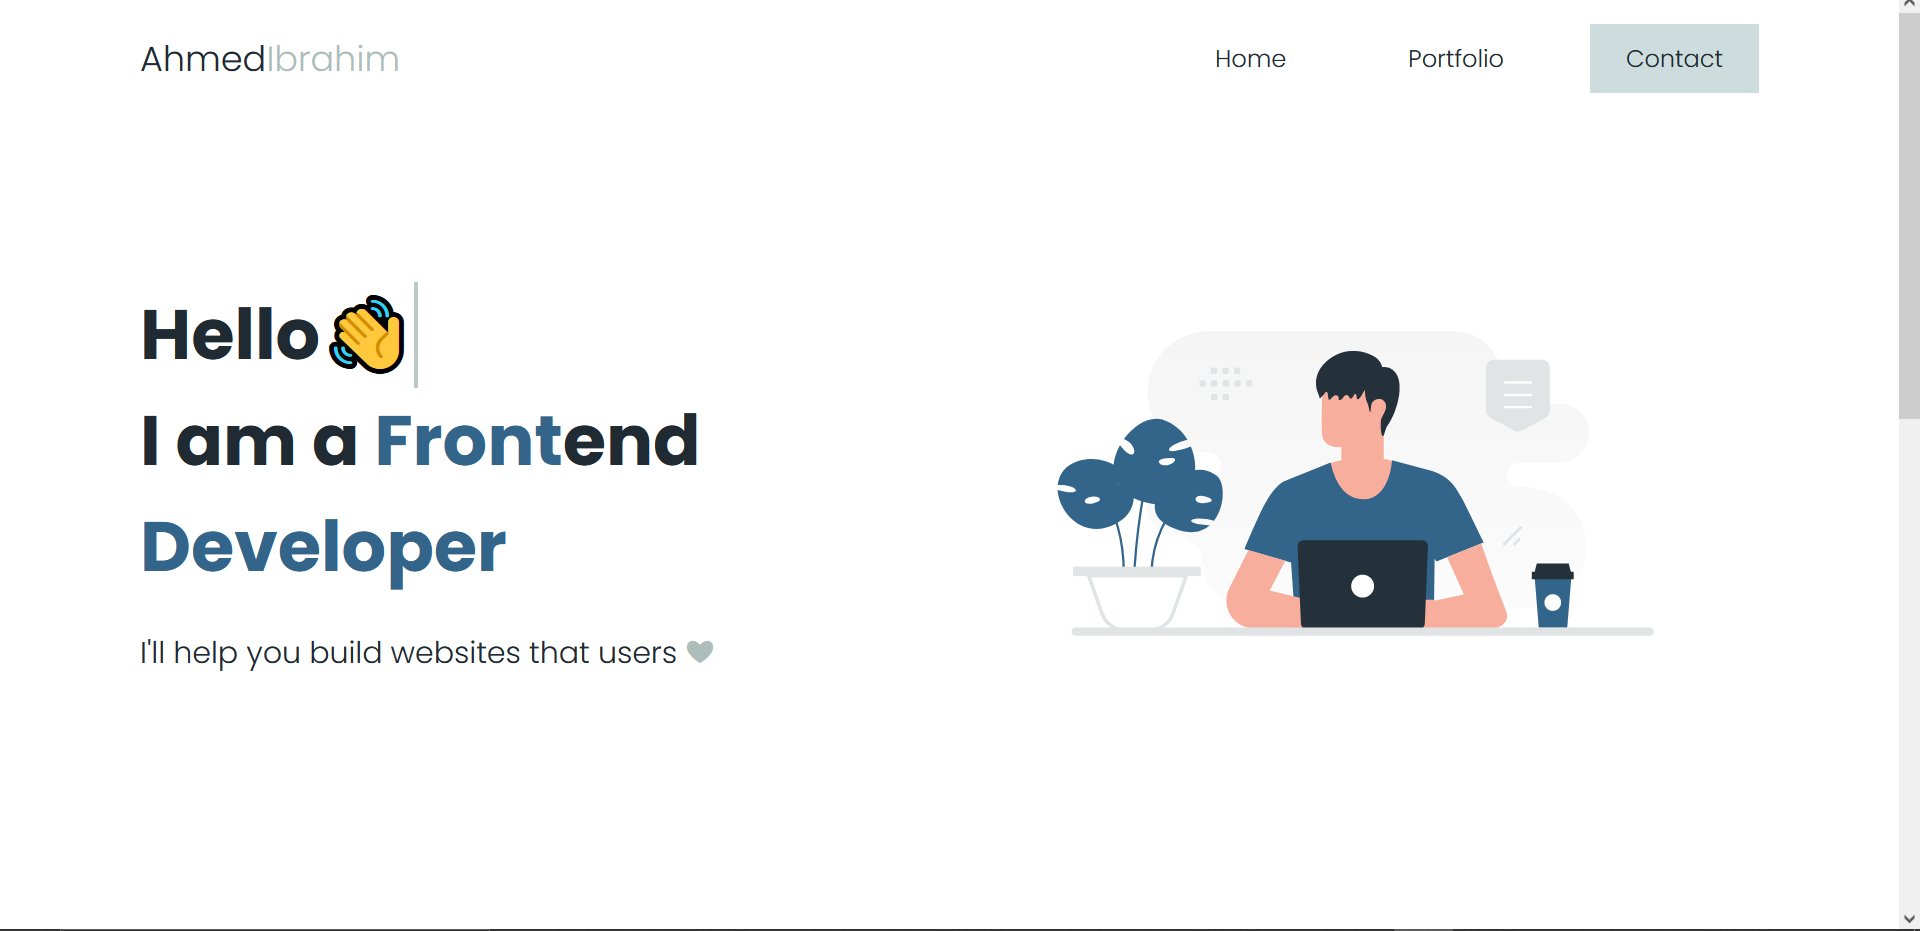 AhmedIbrahim
Home
Portfolio
Contact
Hello 👋
I am a Frontend
Developer
I'll help you build websites that users